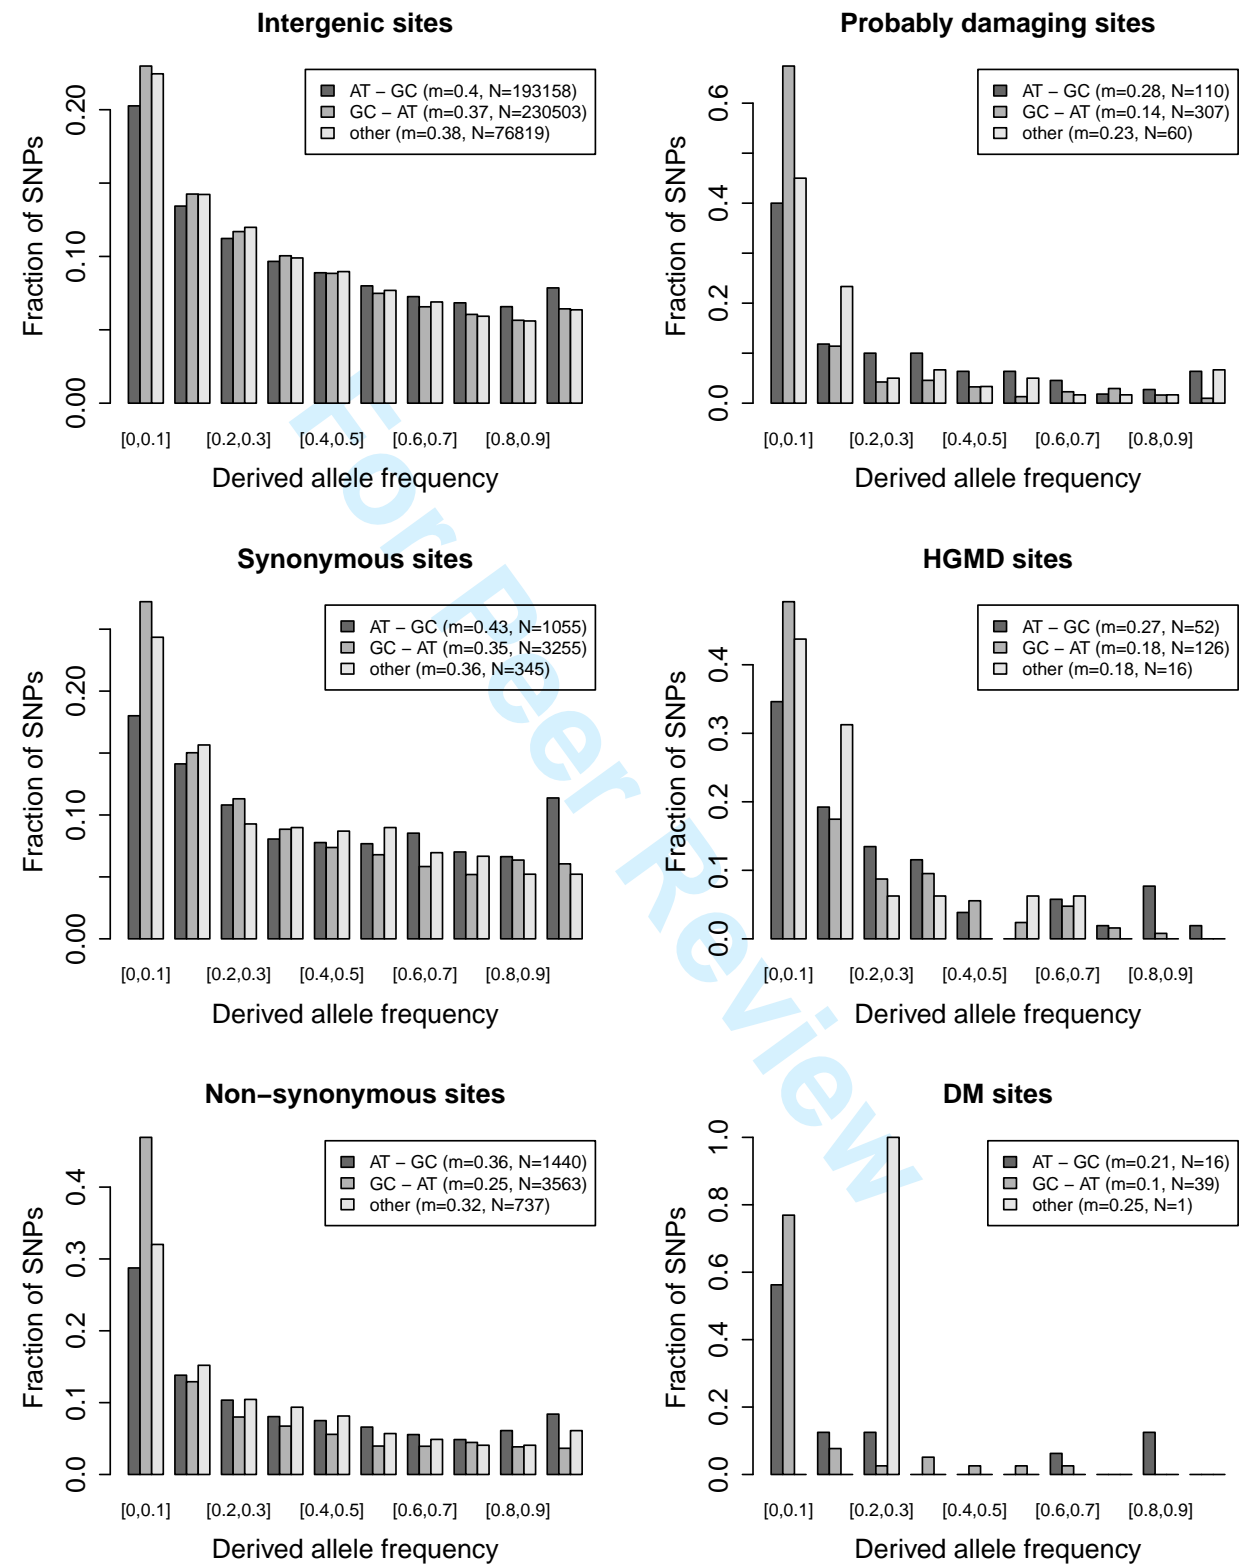 Intergenic sites
Fraction of SNPs
0.00
0.10
0.20
AT – GC (m=0.4, N=193158)
GC – AT (m=0.37, N=230503)
other (m=0.38, N=76819)
[0,0.1]
[0.2,0.3]
[0.4,0.5]
[0.6,0.7]
[0.8,0.9]
Derived allele frequency
Probably damaging sites
Fraction of SNPs
0.0
0.2
0.4
0.6
AT – GC (m=0.28, N=110)
GC – AT (m=0.14, N=307)
other (m=0.23, N=60)
[0,0.1]
[0.2,0.3]
[0.4,0.5]
[0.6,0.7]
[0.8,0.9]
Derived allele frequency
Synonymous sites
Fraction of SNPs
0.00
0.10
0.20
AT – GC (m=0.43, N=1055)
GC – AT (m=0.35, N=3255)
other (m=0.36, N=345)
[0,0.1]
[0.2,0.3]
[0.4,0.5]
[0.6,0.7]
[0.8,0.9]
Derived allele frequency
HGMD sites
Fraction of SNPs
0.0
0.1
0.2
0.3
0.4
AT – GC (m=0.27, N=52)
GC – AT (m=0.18, N=126)
other (m=0.18, N=16)
[0,0.1]
[0.2,0.3]
[0.4,0.5]
[0.6,0.7]
[0.8,0.9]
Derived allele frequency
Non–synonymous sites
Fraction of SNPs
0.0
0.1
0.2
0.3
0.4
AT – GC (m=0.36, N=1440)
GC – AT (m=0.25, N=3563)
other (m=0.32, N=737)
[0,0.1]
[0.2,0.3]
[0.4,0.5]
[0.6,0.7]
[0.8,0.9]
Derived allele frequency
DM sites
Fraction of SNPs
0.0
0.2
0.4
0.6
0.8
1.0
AT – GC (m=0.21, N=16)
GC – AT (m=0.1, N=39)
other (m=0.25, N=1)
[0,0.1]
[0.2,0.3]
[0.4,0.5]
[0.6,0.7]
[0.8,0.9]
Derived allele frequency
For Peer Review